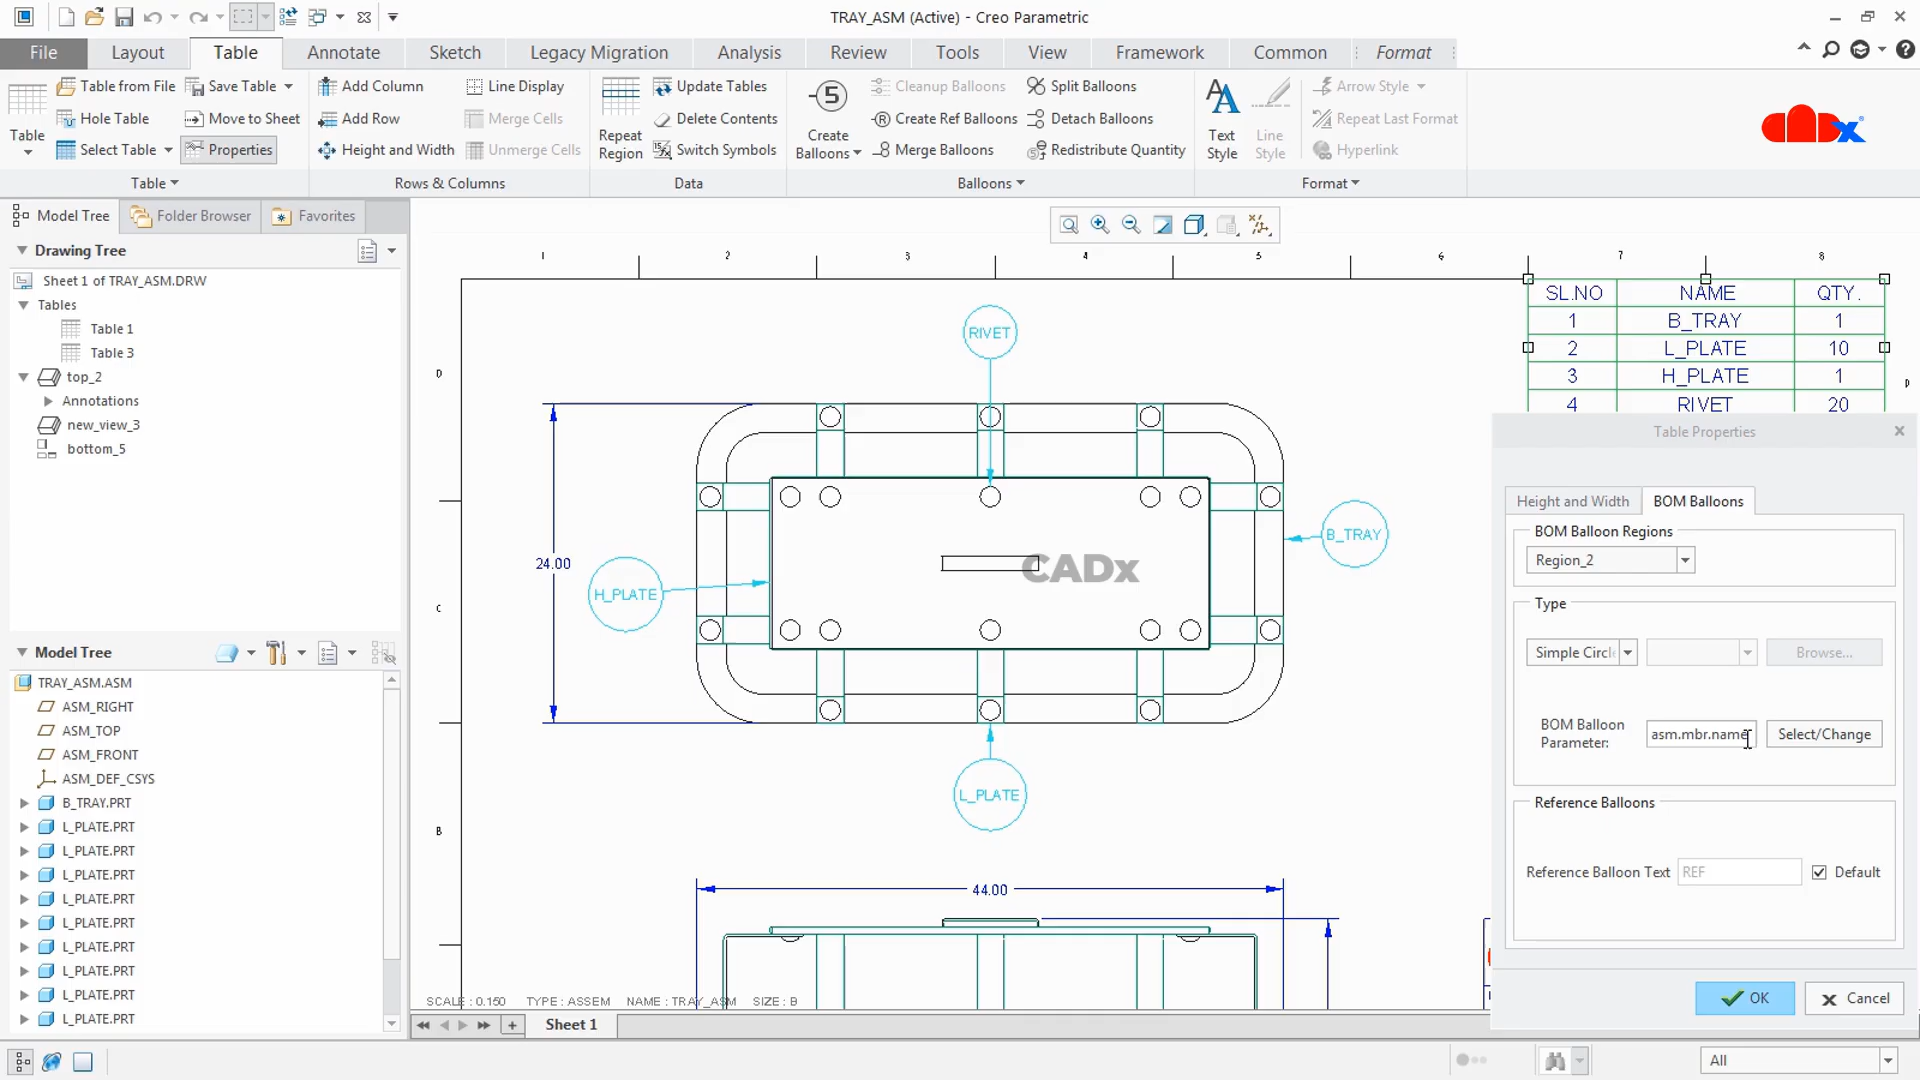 TRAY_ASM (Active) - Creo Parametric
File Layout Table Annotate Sketch Legacy Migration Analysis Review Tools View Framework Common Format
Table
Table from File
Hole Table
Select Table
Save Table
Move to Sheet
Properties
Table
Add Column
Add Row
Height and Width
Line Display
Merge Cells
Unmerge Cells
Rows & Columns
Repeat Region
Update Tables
Delete Contents
Switch Symbols
Data
Create Balloons
Cleanup Balloons
Create Ref Balloons
Merge Balloons
Split Balloons
Detach Balloons
Redistribute Quantity
Balloons
Text Style
Line Style
Arrow Style
Repeat Last Format
Hyperlink
Format
CADx
Model Tree Folder Browser Favorites
Drawing Tree
Sheet 1 of TRAY_ASM.DRW
Tables
Table 1
Table 3
top_2
Annotations
new_view_3
bottom_5
Model Tree
TRAY_ASM.ASM
ASM_RIGHT
ASM_TOP
ASM_FRONT
ASM_DEF_CSYS
B_TRAY.PRT
L_PLATE.PRT
L_PLATE.PRT
L_PLATE.PRT
L_PLATE.PRT
L_PLATE.PRT
L_PLATE.PRT
L_PLATE.PRT
L_PLATE.PRT
L_PLATE.PRT
1 2 3 4 5 6 7 8
D
C
B
D
RIVET
24.00
H_PLATE
CADx
B_TRAY
L_PLATE
44.00
SL.NO NAME QTY.
1 B_TRAY 1
2 L_PLATE 10
3 H_PLATE 1
4 RIVET 20
Table Properties
Height and Width BOM Balloons
BOM Balloon Regions
Region_2
Type
Simple Circl Browse...
BOM Balloon Parameter: asm.mbr.name Select/Change
Reference Balloons
Reference Balloon Text REF Default
OK Cancel
SCALE : 0.150 TYPE : ASSEM NAME : TRAY_ASM SIZE : B
Sheet 1
All